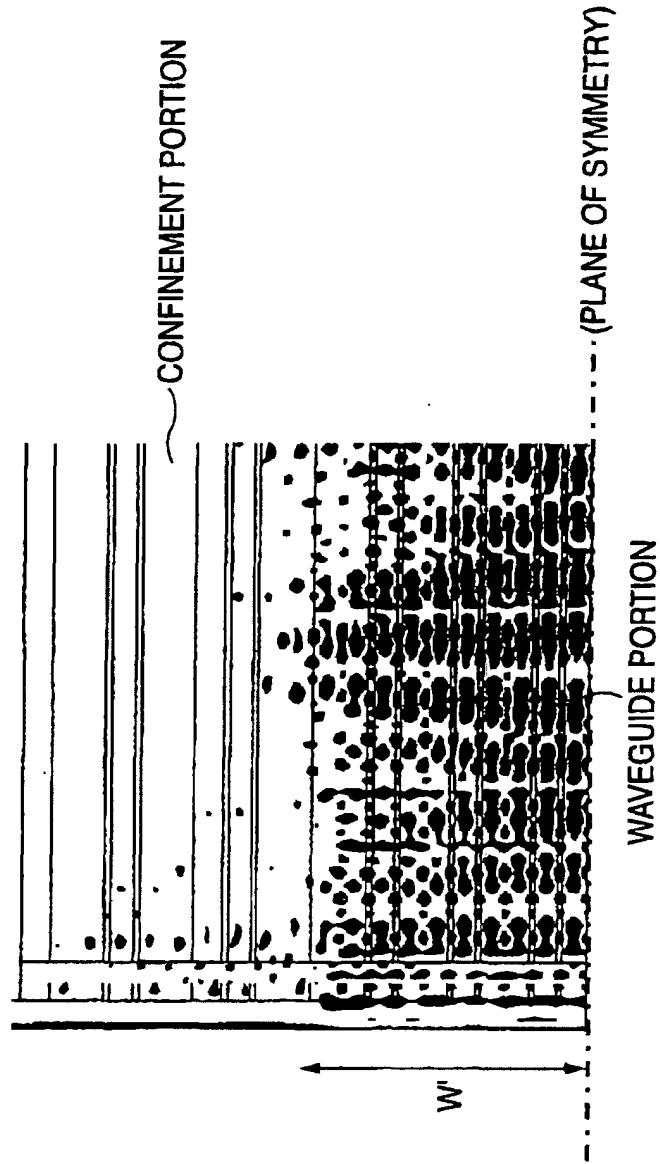 CONFINEMENT PORTION
(PLANE OF SYMMETRY)
WAVEGUIDE PORTION
W'